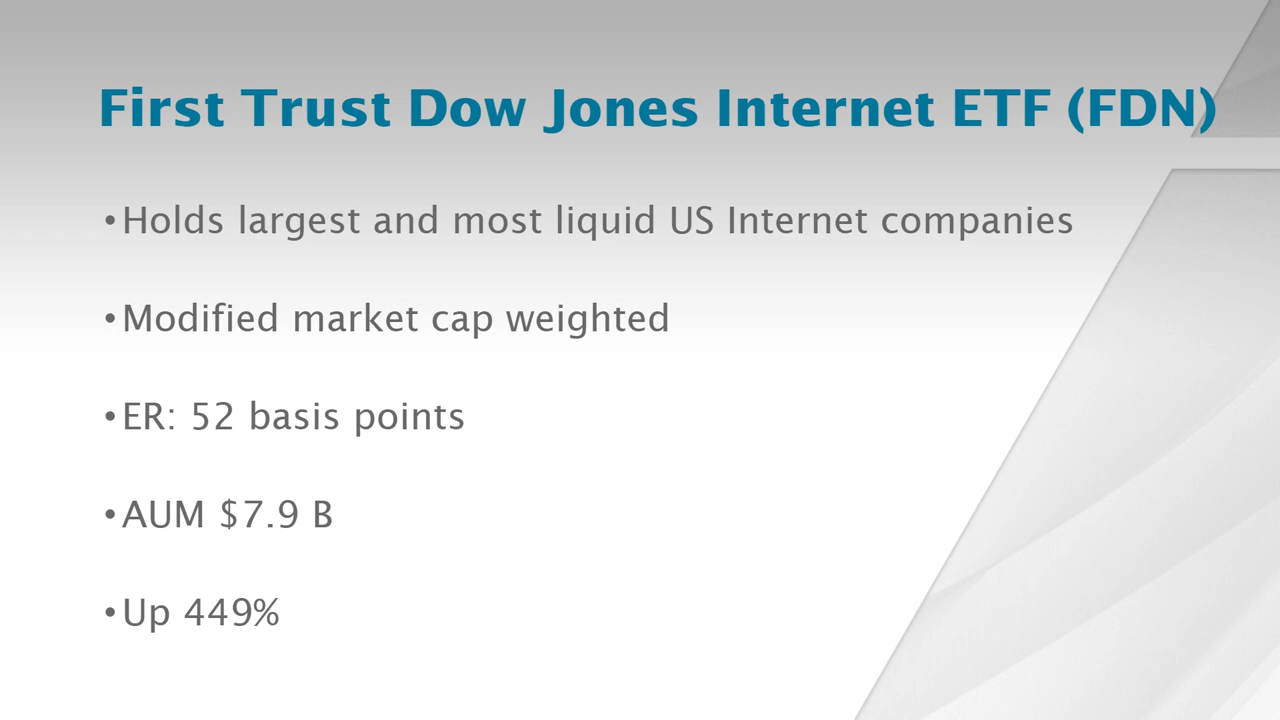 First Trust Dow Jones Internet ETF (FDN)
•Holds largest and most liquid US Internet companies
•Modified market cap weighted
•ER: 52 basis points
•AUM $7.9 B
•Up 449%